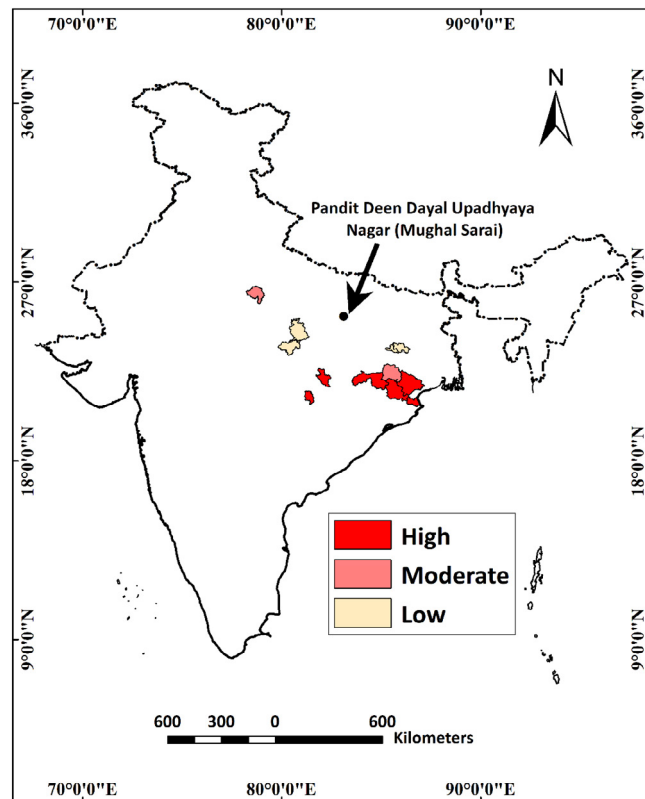 70°0'0"E 80°0'0"E 90°0'0"E
36°0'0"N 36°0'0"N
N
Pandit Deen Dayal Upadhyaya
Nagar (Mughal Sarai)
27°0'0"N 27°0'0"N
18°0'0"N 18°0'0"N
High
Moderate
Low
9°0'0"N 9°0'0"N
600 300 0 600
Kilometers
70°0'0"E 80°0'0"E 90°0'0"E